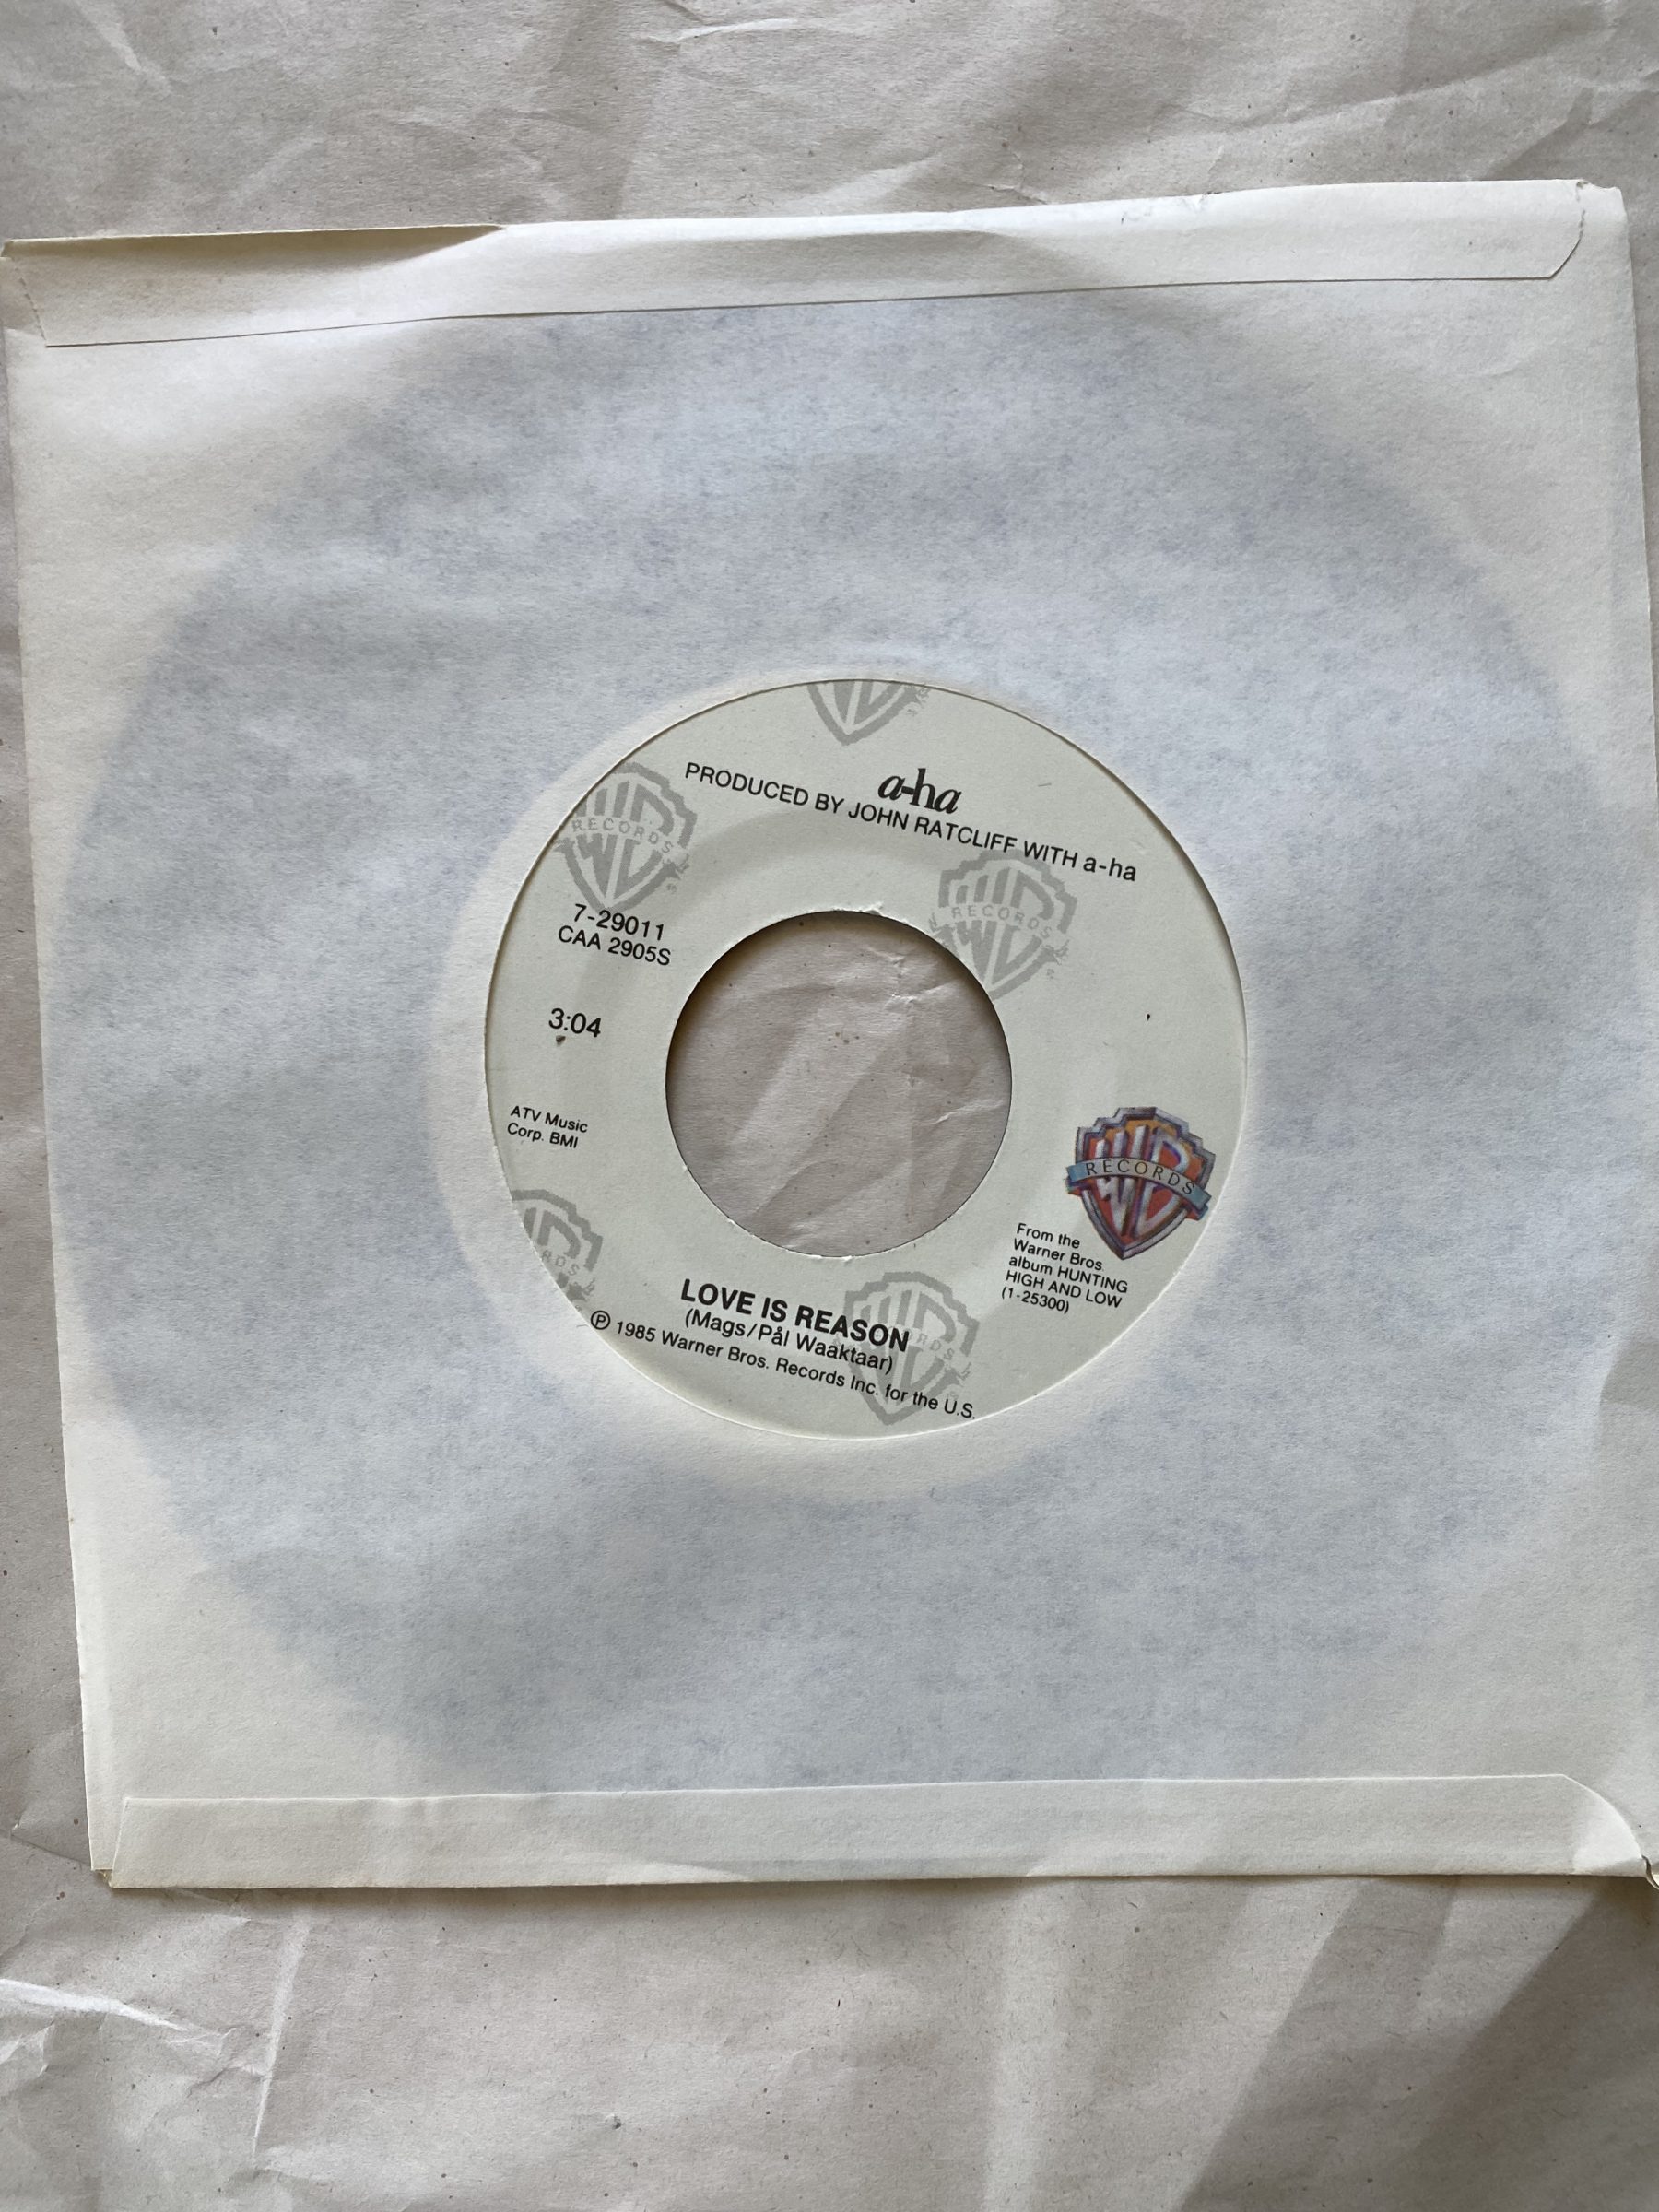 a-ha
PRODUCED BY JOHN RATCLIFF WITH a-ha
RECORDS
RECORDS
7-29011
CAA 2905S
3:04
ATV Music
Corp. BMI
RECORDS
From the
Warner Bros.
album HUNTING
HIGH AND LOW
(1-25300)
LOVE IS REASON
(Mags/Pål Waaktaar)
℗ 1985 Warner Bros. Records Inc. for the U.S.